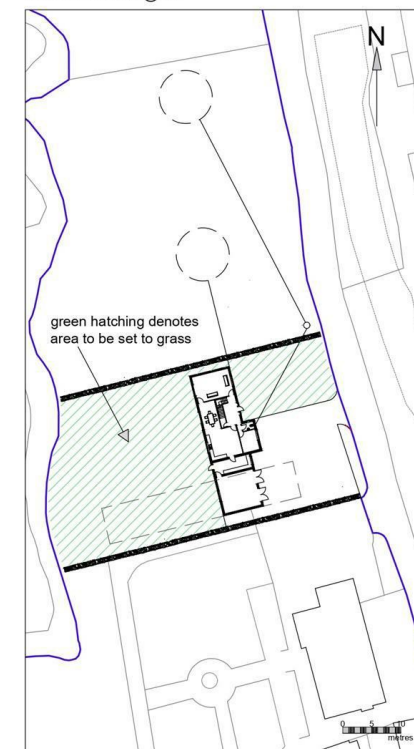 N
green hatching denotes
area to be set to grass
0 5 10
metres